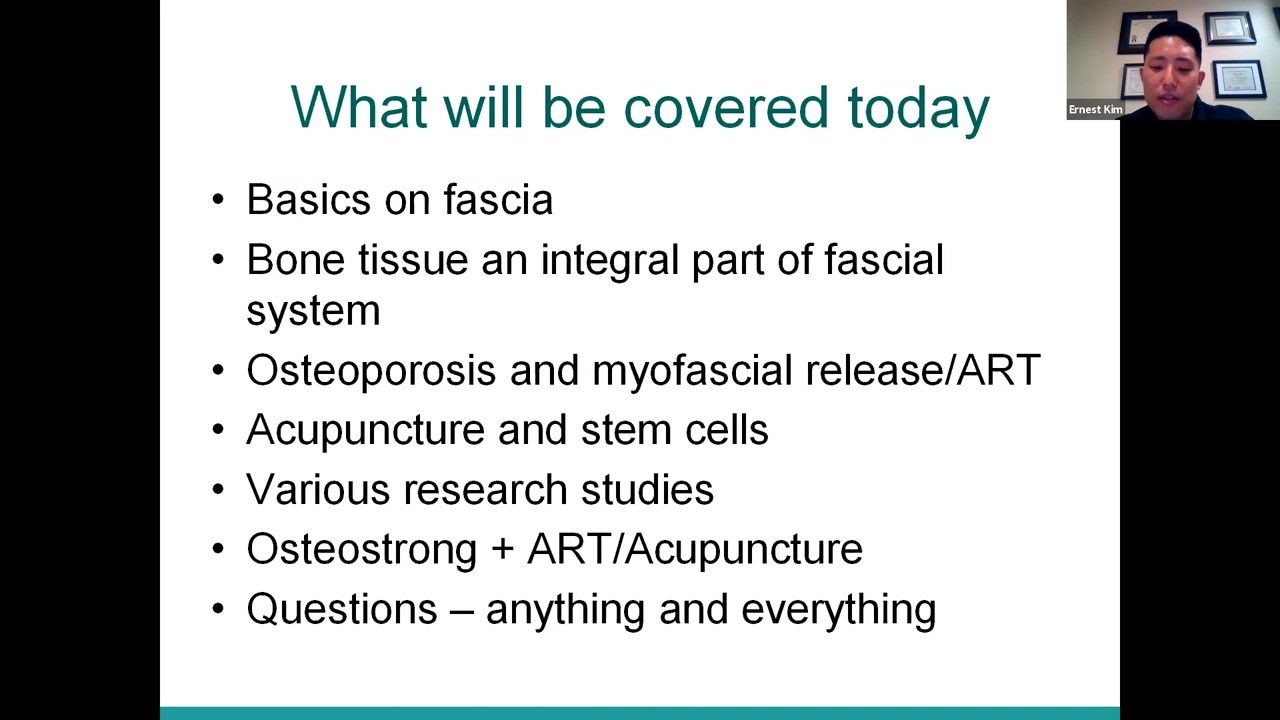 What will be covered today
• Basics on fascia
• Bone tissue an integral part of fascial
system
• Osteoporosis and myofascial release/ART
• Acupuncture and stem cells
• Various research studies
• Osteostrong + ART/Acupuncture
• Questions – anything and everything
Ernest Kim